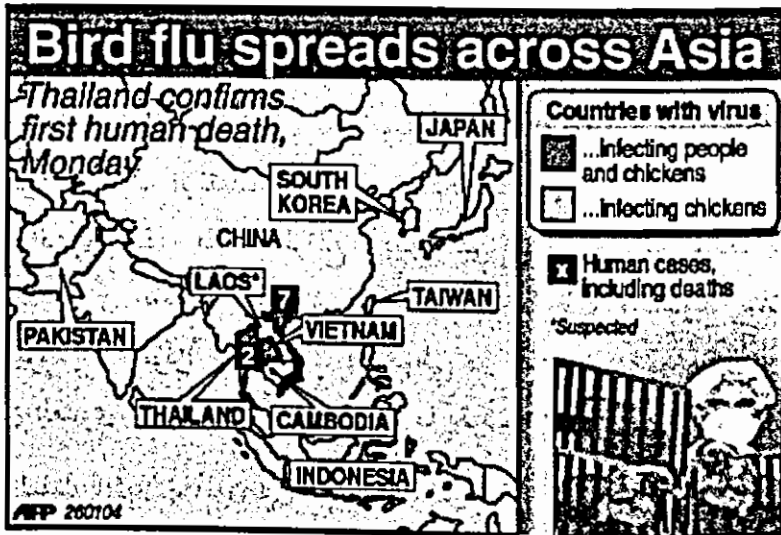 Bird flu spreads across Asia
Thailand confirms
first human death,
Monday
JAPAN
SOUTH
KOREA
CHINA
LAOS*
7
TAIWAN
PAKISTAN
VIETNAM
2
THAILAND
CAMBODIA
INDONESIA
AFP 260104
Countries with virus
...infecting people
and chickens
...infecting chickens
x Human cases,
including deaths
*Suspected